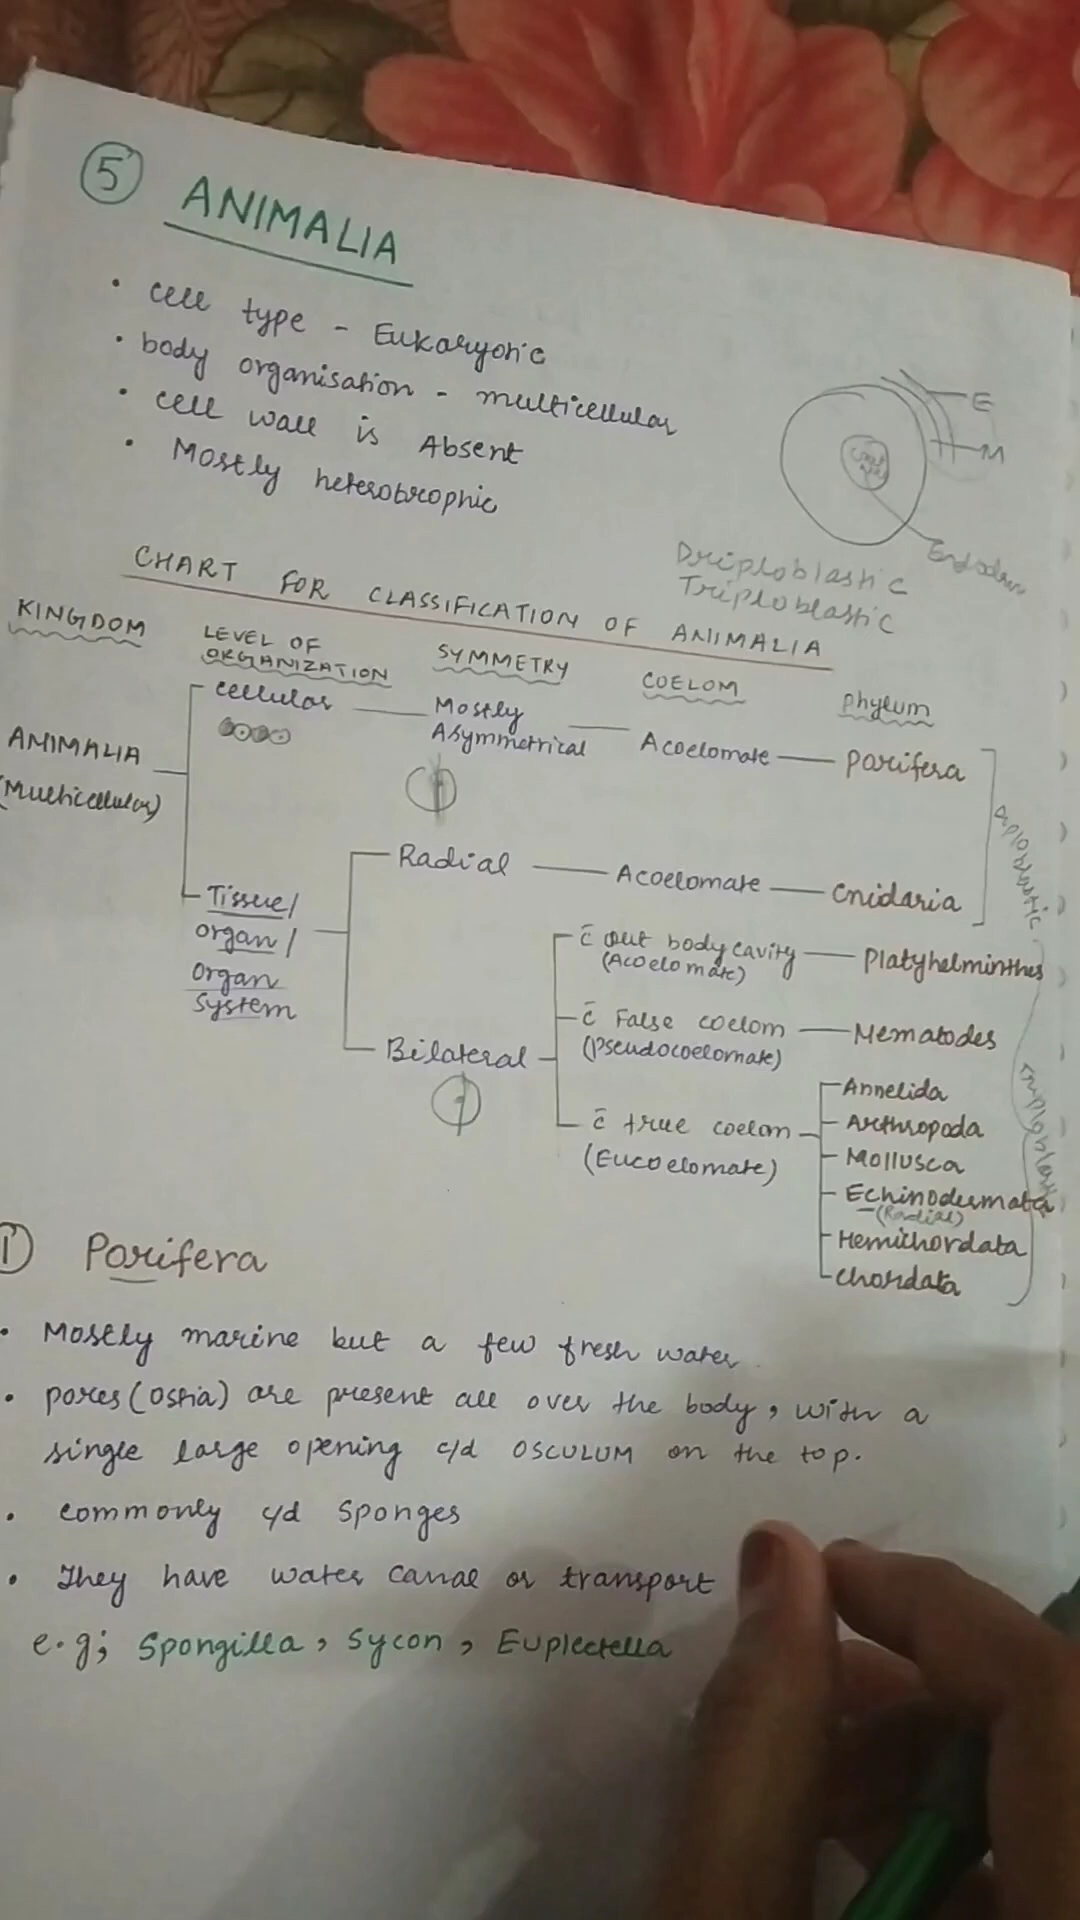 5 ANIMALIA
• cell type - Eukaryotic
• body organisation - multicellular
• cell wall is Absent
• Mostly heterotrophic
E
M
Endoderm
Driploblastic
Triploblastic
CHART FOR CLASSIFICATION OF ANIMALIA
KINGDOM
LEVEL OF
ORGANIZATION
SYMMETRY
COELOM
phylum
ANIMALIA
(Multicellular)
cellular
Mostly
Asymmetrical
Acoelomate
Porifera
diploblastic
Tissue/
organ/
organ
system
Radial
Acoelomate
Cnidaria
Bilateral
c̄ out body cavity
(Acoelomate)
Platyhelminthes
c̄ False coelom
(Pseudocoelomate)
Nematodes
c̄ true coelom
(Eucoelomate)
Annelida
Arthropoda
Mollusca
Echinodermata
(Radial)
Hemichordata
chordata
1) Porifera
• Mostly marine but a few fresh water
• pores (ostia) are present all over the body, with a
single large opening c/d OSCULUM on the top.
• commonly c/d sponges
• They have water canal or transport
e.g; Spongilla, Sycon, Euplectella